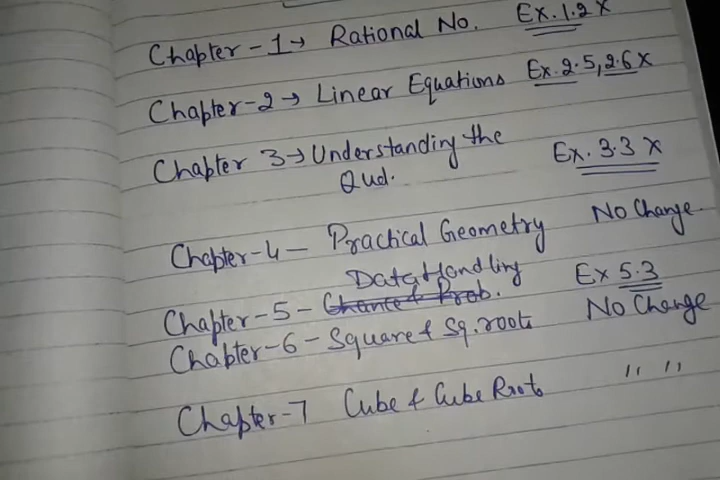 Chapter - 1 → Rational No. Ex. 1.2 x
Chapter-2 → Linear Equations Ex. 2.5, 2.6 x
Chapter 3 → Understanding the Ex. 3.3 x
Qud.
Chapter-4 - Practical Geometry No Change
Data Handling
Chapter-5 - Chance & Prob. Ex 5.3
Chapter-6 - Square & Sq. roots No Change
Chapter-7 Cube & Cube Rroots " "